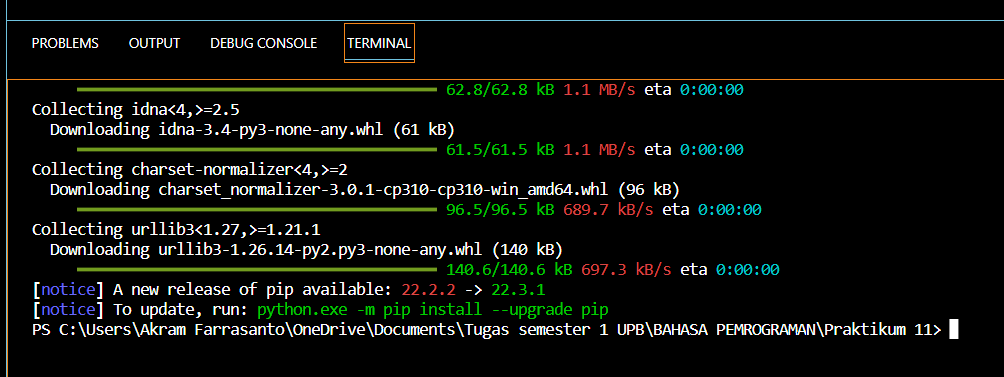 PROBLEMS OUTPUT DEBUG CONSOLE TERMINAL
62.8/62.8 kB 1.1 MB/s eta 0:00:00
Collecting idna<4,>=2.5
Downloading idna-3.4-py3-none-any.whl (61 kB)
61.5/61.5 kB 1.1 MB/s eta 0:00:00
Collecting charset-normalizer<4,>=2
Downloading charset_normalizer-3.0.1-cp310-cp310-win_amd64.whl (96 kB)
96.5/96.5 kB 689.7 kB/s eta 0:00:00
Collecting urllib3<1.27,>=1.21.1
Downloading urllib3-1.26.14-py2.py3-none-any.whl (140 kB)
140.6/140.6 kB 697.3 kB/s eta 0:00:00
[notice] A new release of pip available: 22.2.2 -> 22.3.1
[notice] To update, run: python.exe -m pip install --upgrade pip
PS C:\Users\Akram Farrasanto\OneDrive\Documents\Tugas semester 1 UPB\BAHASA PEMROGRAMAN\Praktikum 11>